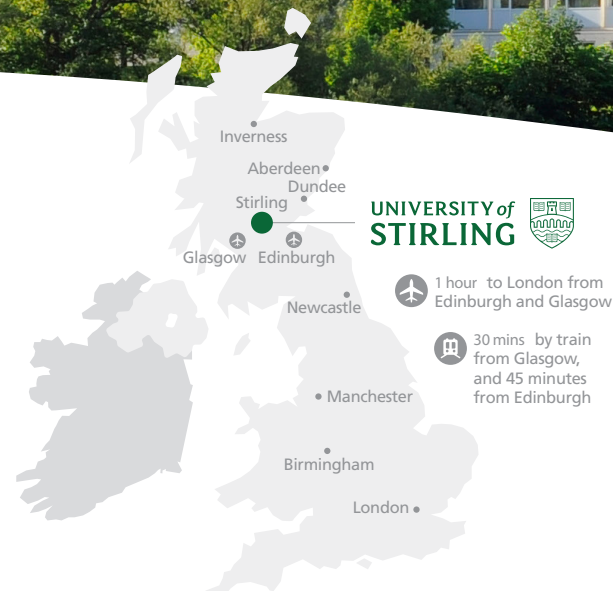 Inverness
Aberdeen
Dundee
Stirling
UNIVERSITY of
STIRLING
Glasgow
Edinburgh
1 hour to London from
Edinburgh and Glasgow
Newcastle
30 mins by train
from Glasgow,
and 45 minutes
from Edinburgh
Manchester
Birmingham
London